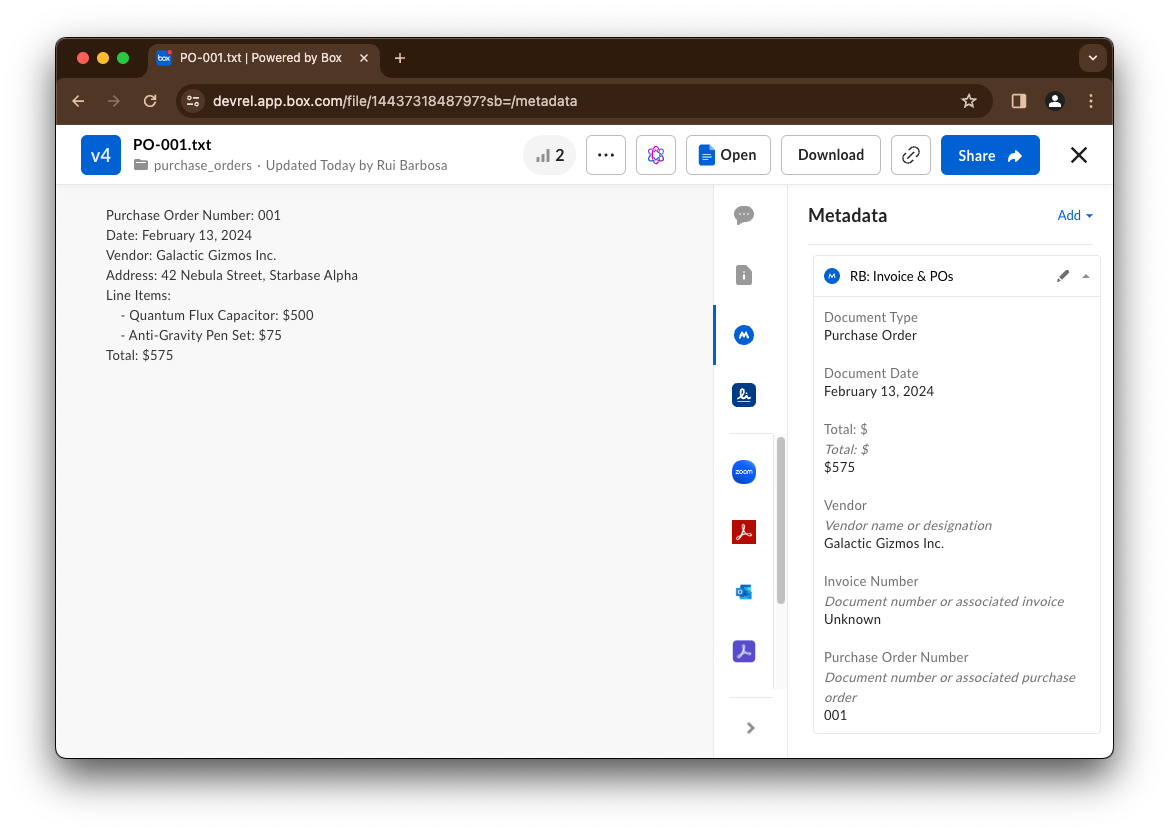 box PO-001.txt | Powered by Box
devrel.app.box.com/file/1443731848797?sb=/metadata
v4
PO-001.txt
purchase_orders · Updated Today by Rui Barbosa
2
Open
Download
Share
Purchase Order Number: 001
Date: February 13, 2024
Vendor: Galactic Gizmos Inc.
Address: 42 Nebula Street, Starbase Alpha
Line Items:
- Quantum Flux Capacitor: $500
- Anti-Gravity Pen Set: $75
Total: $575
zoom
Metadata
Add
RB: Invoice & POs
Document Type
Purchase Order
Document Date
February 13, 2024
Total: $
Total: $
$575
Vendor
Vendor name or designation
Galactic Gizmos Inc.
Invoice Number
Document number or associated invoice
Unknown
Purchase Order Number
Document number or associated purchase
order
001